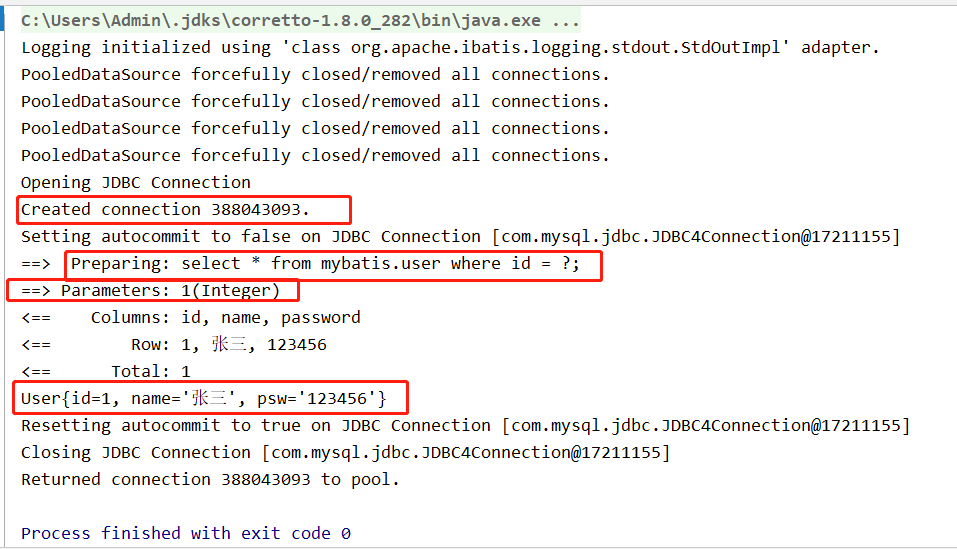 C:\Users\Admin\.jdks\corretto-1.8.0_282\bin\java.exe ...
Logging initialized using 'class org.apache.ibatis.logging.stdout.StdOutImpl' adapter.
PooledDataSource forcefully closed/removed all connections.
PooledDataSource forcefully closed/removed all connections.
PooledDataSource forcefully closed/removed all connections.
PooledDataSource forcefully closed/removed all connections.
Opening JDBC Connection
Created connection 388043093.
Setting autocommit to false on JDBC Connection [com.mysql.jdbc.JDBC4Connection@17211155]
==>  Preparing: select * from mybatis.user where id = ?;
==> Parameters: 1(Integer)
<==    Columns: id, name, password
<==        Row: 1, 张三, 123456
<==      Total: 1
User{id=1, name='张三', psw='123456'}
Resetting autocommit to true on JDBC Connection [com.mysql.jdbc.JDBC4Connection@17211155]
Closing JDBC Connection [com.mysql.jdbc.JDBC4Connection@17211155]
Returned connection 388043093 to pool.
Process finished with exit code 0